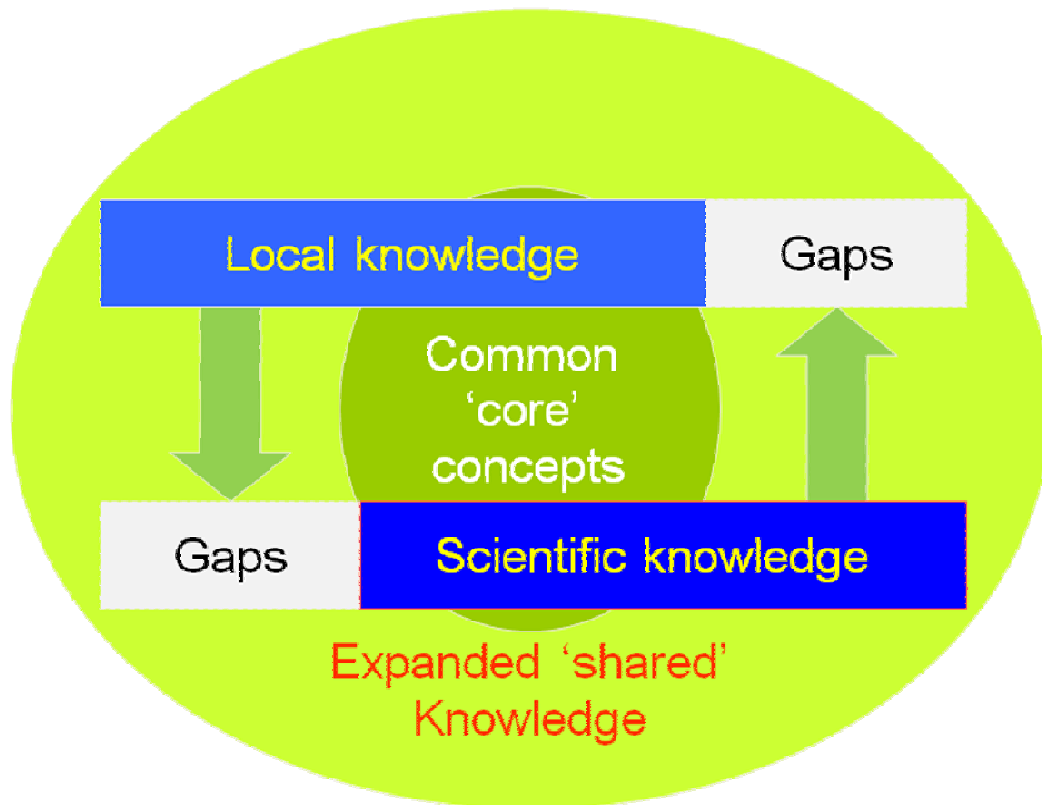 Local knowledge
Gaps
Common
‘core’
concepts
Gaps
Scientific knowledge
Expanded ‘shared’
Knowledge